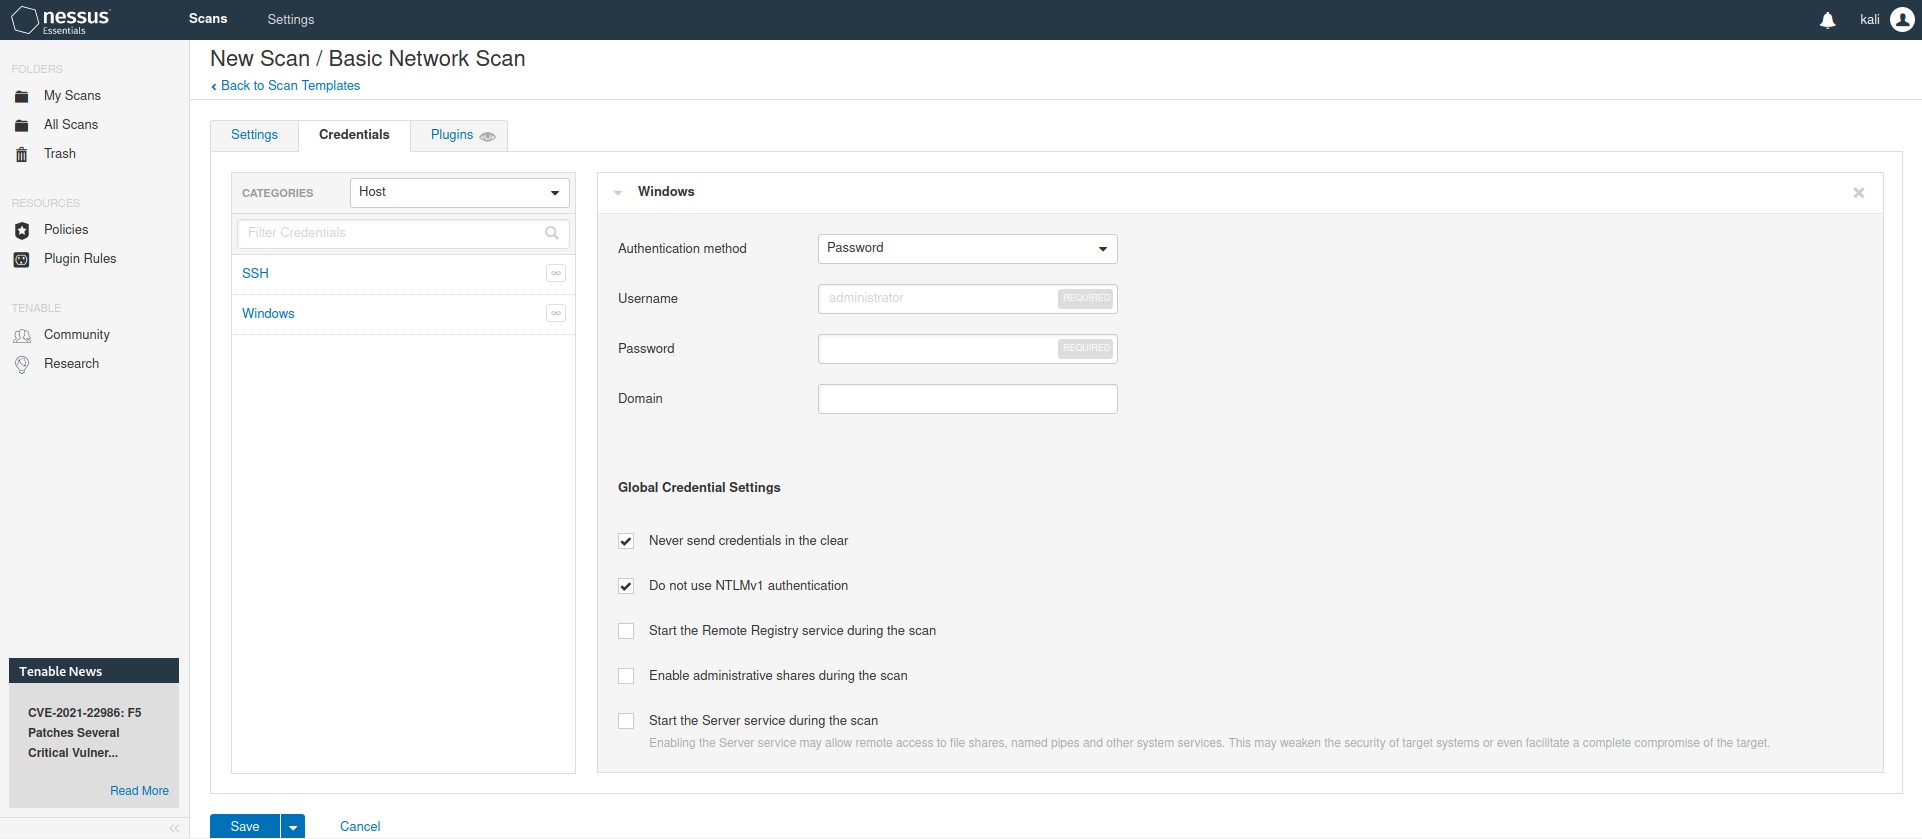 nessus
Essentials
Scans
Settings
kali
FOLDERS
My Scans
All Scans
Trash
RESOURCES
Policies
Plugin Rules
TENABLE
Community
Research
Tenable News
CVE-2021-22986: F5
Patches Several
Critical Vulner...
Read More
New Scan / Basic Network Scan
Back to Scan Templates
Settings
Credentials
Plugins
CATEGORIES
Host
Filter Credentials
SSH
∞
Windows
∞
Windows
Authentication method
Password
Username
administrator
REQUIRED
Password
REQUIRED
Domain
Global Credential Settings
Never send credentials in the clear
Do not use NTLMv1 authentication
Start the Remote Registry service during the scan
Enable administrative shares during the scan
Start the Server service during the scan
Enabling the Server service may allow remote access to file shares, named pipes and other system services. This may weaken the security of target systems or even facilitate a complete compromise of the target.
Save
Cancel